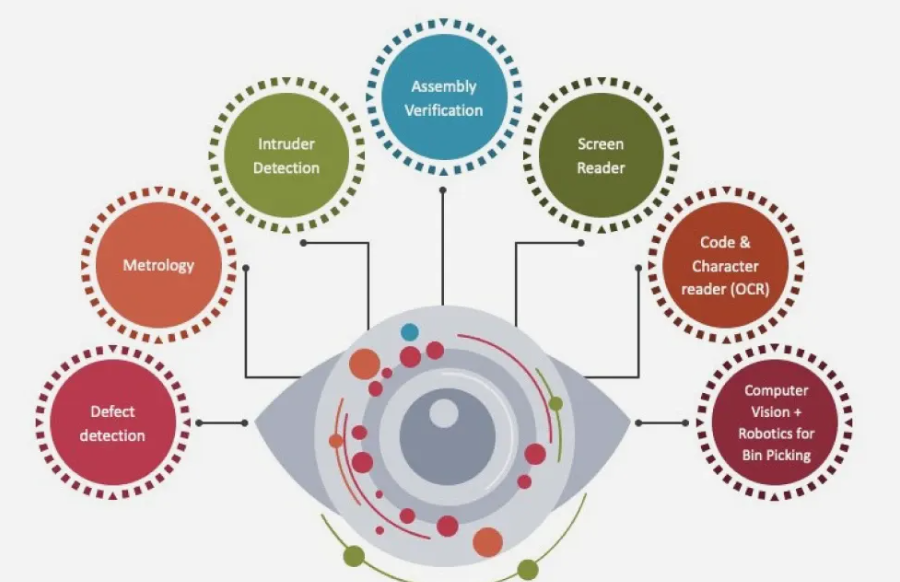 Assembly
Verification
Intruder
Detection
Screen
Reader
Metrology
Code &
Character
reader (OCR)
Defect
detection
Computer
Vision +
Robotics for
Bin Picking